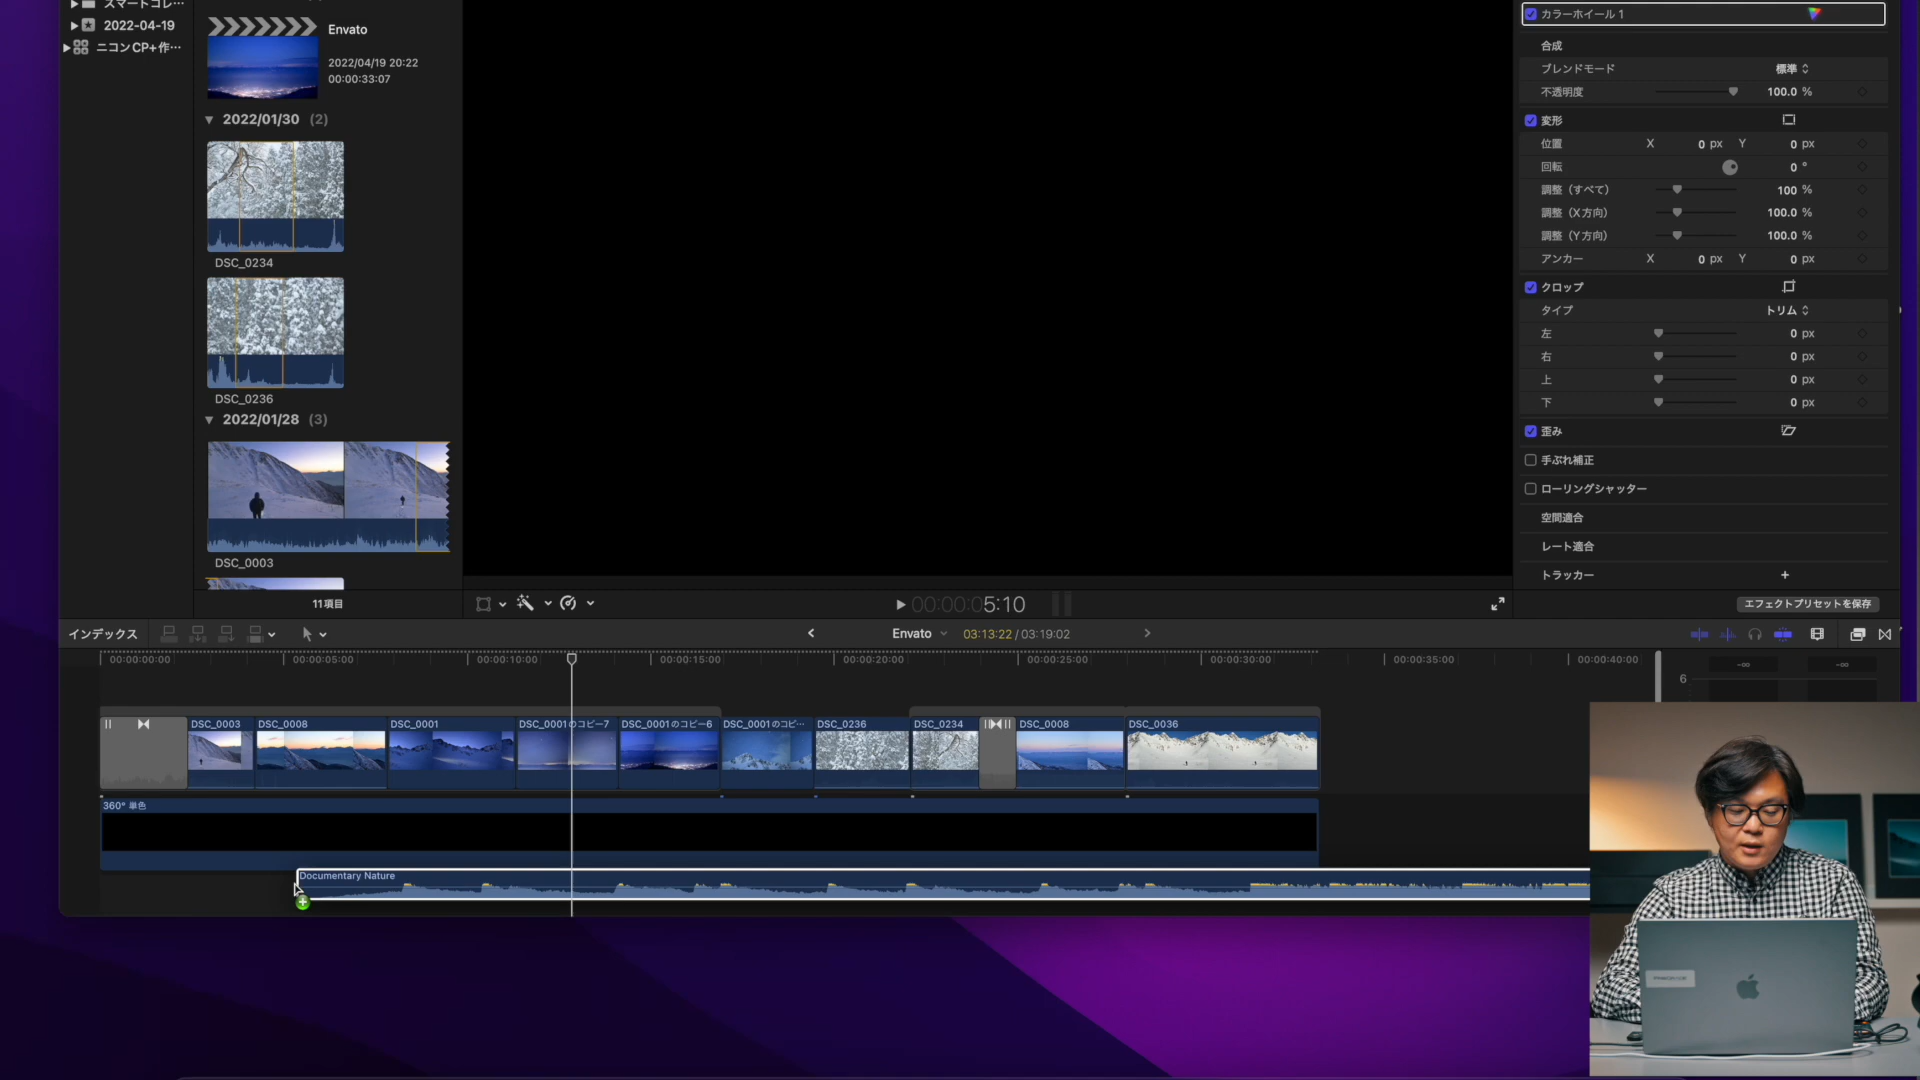 スマートコレ…
2022-04-19
ニコンCP+作…
Envato
2022/04/19 20:22
00:00:33:07
2022/01/30 (2)
DSC_0234
DSC_0236
2022/01/28 (3)
DSC_0003
11項目
00:00:05:10
カラーホイール 1
合成
ブレンドモード 標準
不透明度 100.0 %
変形
位置 X 0 px Y 0 px
回転 0 °
調整（すべて） 100 %
調整（X方向） 100.0 %
調整（Y方向） 100.0 %
アンカー X 0 px Y 0 px
クロップ
タイプ トリム
左 0 px
右 0 px
上 0 px
下 0 px
歪み
手ぶれ補正
ローリングシャッター
空間適合
レート適合
トラッカー
エフェクトプリセットを保存
インデックス Envato 03:13:22 / 03:19:02
00:00:00:00 00:00:05:00 00:00:10:00 00:00:15:00 00:00:20:00 00:00:25:00 00:00:30:00 00:00:35:00 00:00:40:00
-∞ -∞
6
DSC_0003 DSC_0008 DSC_0001 DSC_0001のコピー7 DSC_0001のコピー6 DSC_0001のコピ… DSC_0236 DSC_0234 DSC_0008 DSC_0036
360° 単色
Documentary Nature